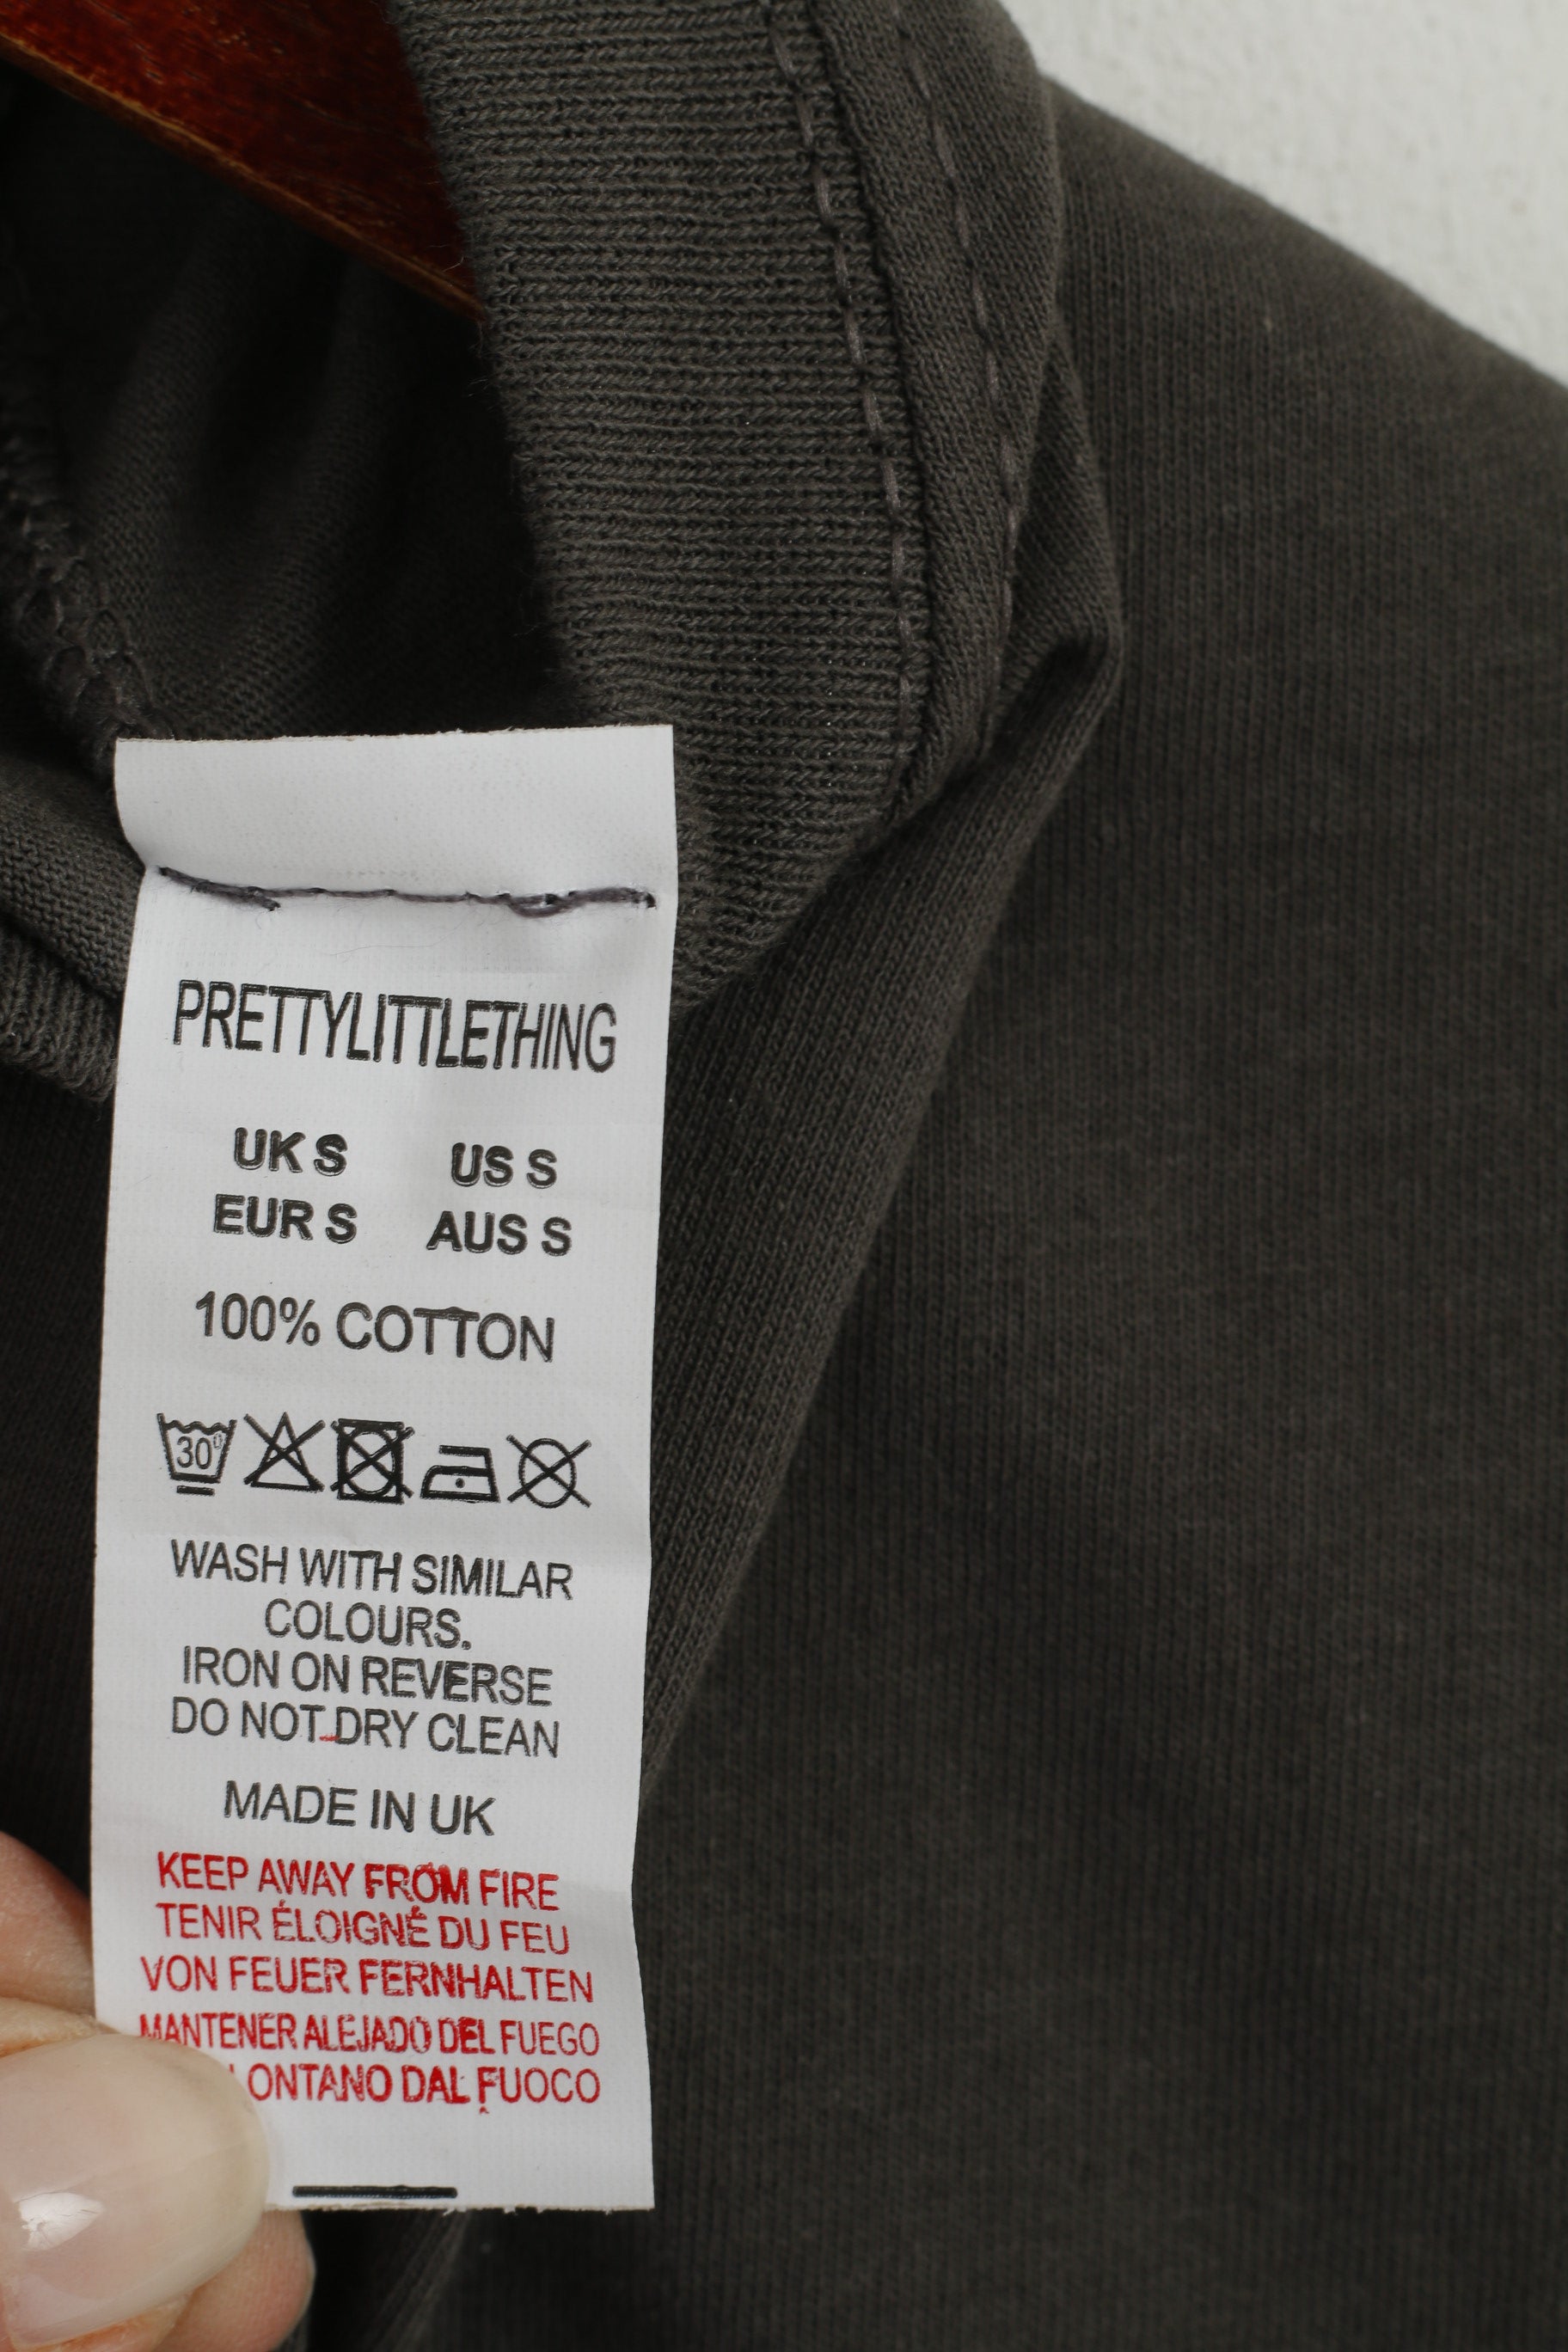 PRETTYLITTLETHING
UK S US S
EUR S AUS S
100% COTTON
30°
WASH WITH SIMILAR
COLOURS.
IRON ON REVERSE
DO NOT DRY CLEAN
MADE IN UK
KEEP AWAY FROM FIRE
TENIR ÉLOIGNÉ DU FEU
VON FEUER FERNHALTEN
MANTENER ALEJADO DEL FUEGO
DAL FUOCO